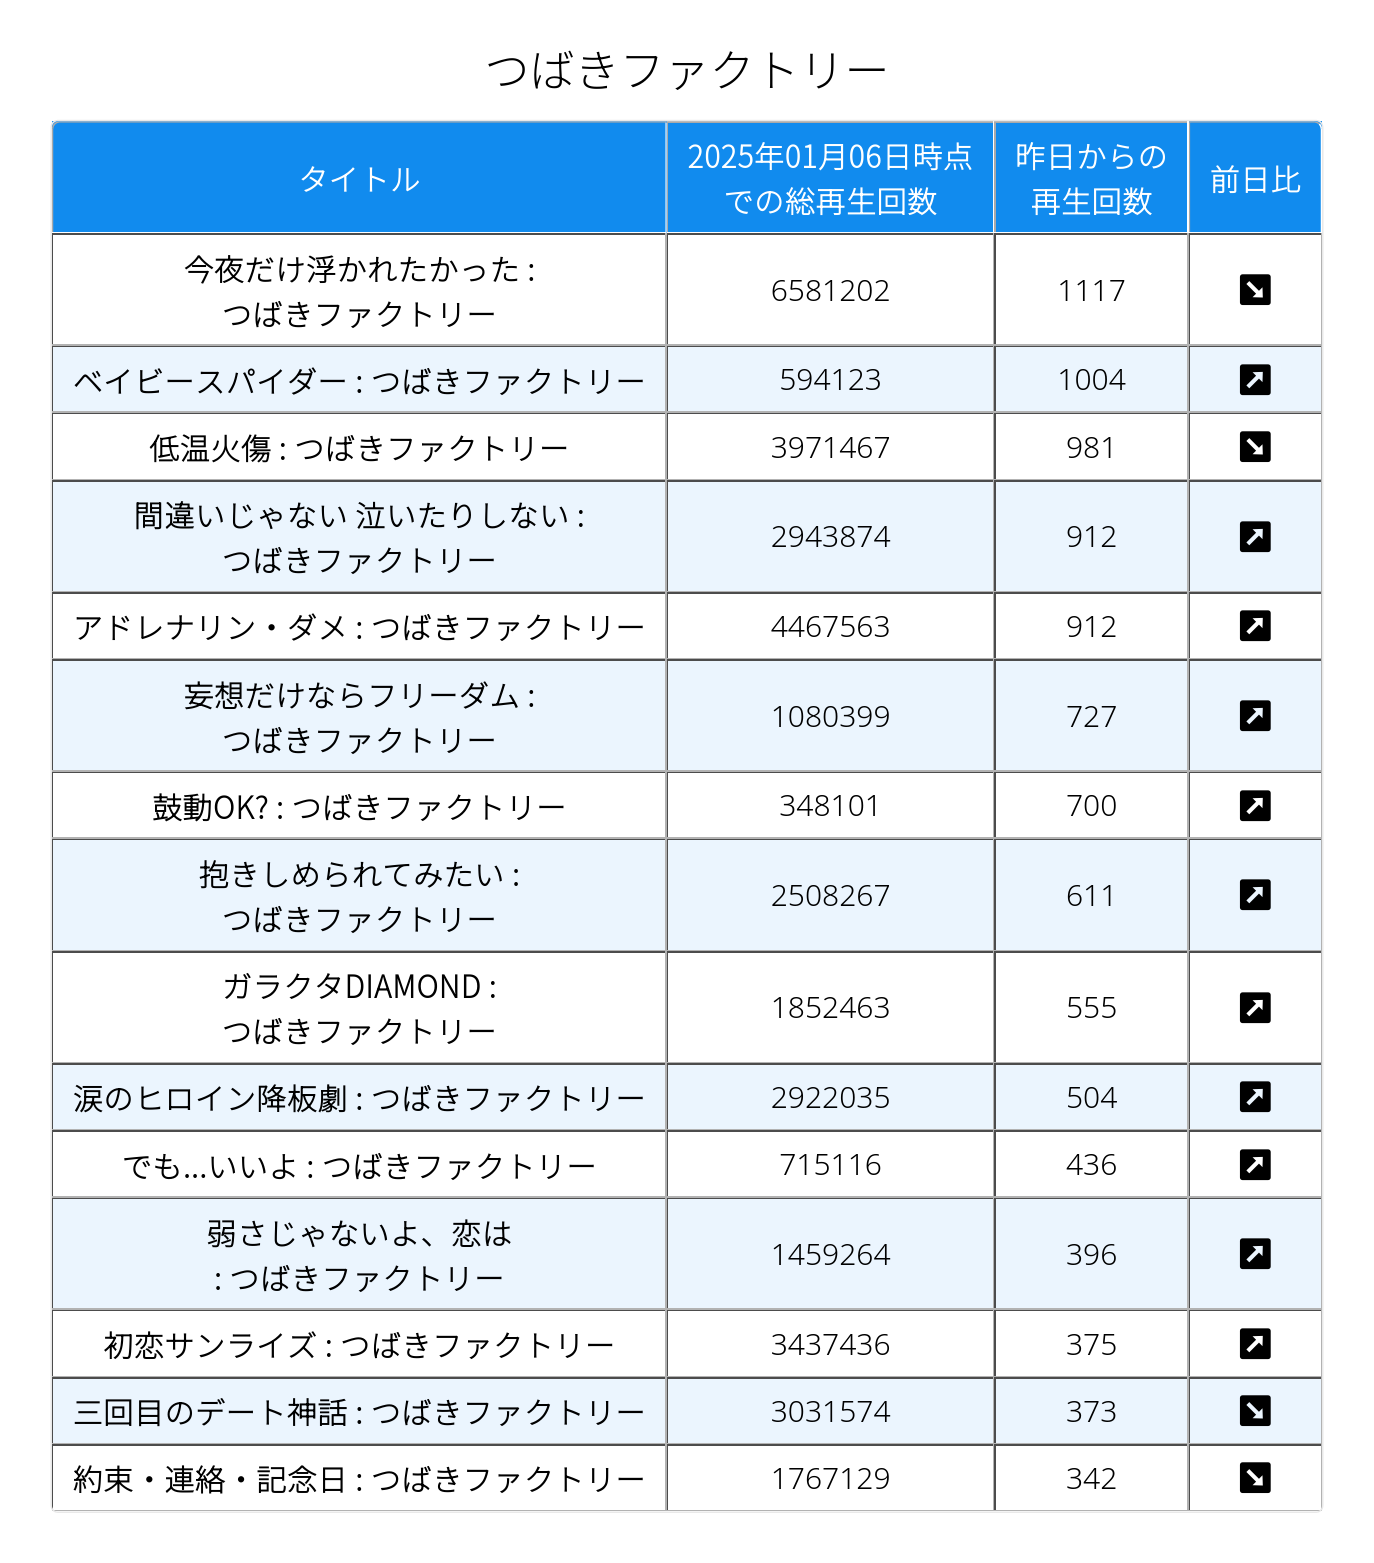 つばきファクトリー
タイトル
2025年01月06日時点
での総再生回数
昨日からの
再生回数
前日比
今夜だけ浮かれたかった :
つばきファクトリー
6581202
1117
ベイビースパイダー : つばきファクトリー
594123
1004
低温火傷 : つばきファクトリー
3971467
981
間違いじゃない 泣いたりしない :
つばきファクトリー
2943874
912
アドレナリン・ダメ : つばきファクトリー
4467563
912
妄想だけならフリーダム :
つばきファクトリー
1080399
727
鼓動OK? : つばきファクトリー
348101
700
抱きしめられてみたい :
つばきファクトリー
2508267
611
ガラクタDIAMOND :
つばきファクトリー
1852463
555
涙のヒロイン降板劇 : つばきファクトリー
2922035
504
でも...いいよ : つばきファクトリー
715116
436
弱さじゃないよ、恋は
: つばきファクトリー
1459264
396
初恋サンライズ : つばきファクトリー
3437436
375
三回目のデート神話 : つばきファクトリー
3031574
373
約束・連絡・記念日 : つばきファクトリー
1767129
342